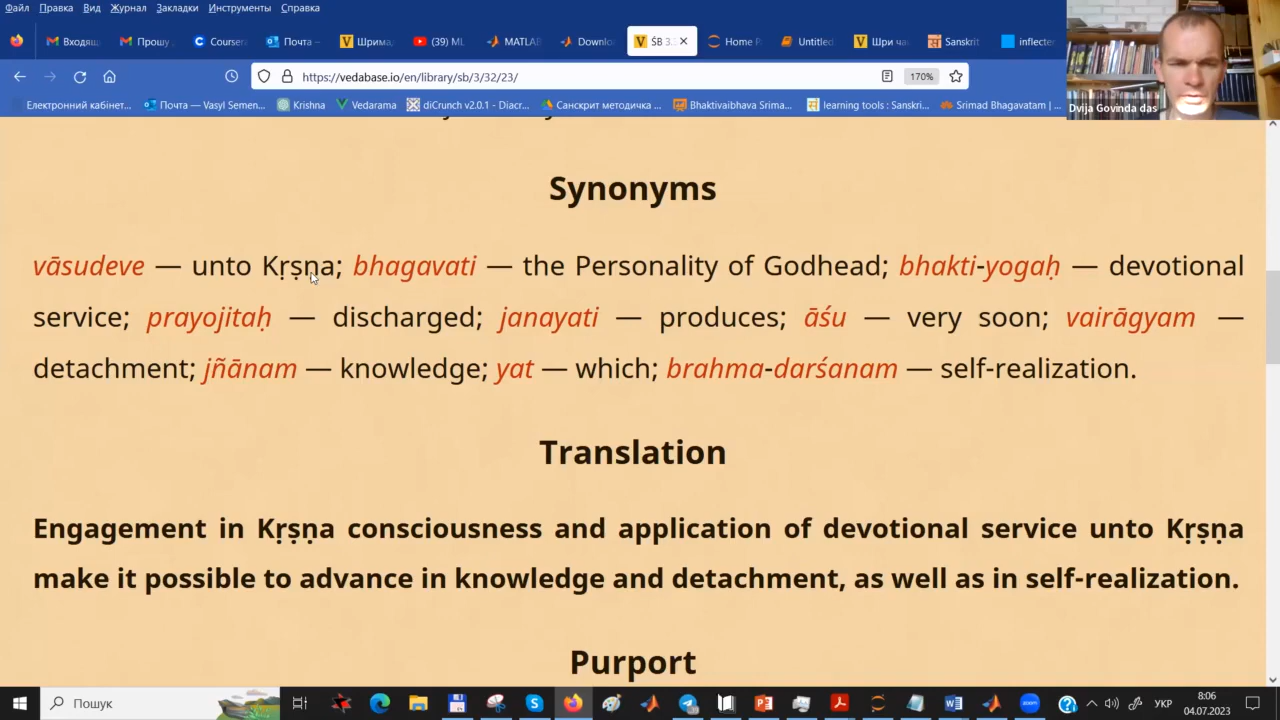 Файл Правка Вид Журнал Закладки Инструменты Справка
Входящ Прошу Coursera Почта – Шрима, (39) ML MATLAB Downlo ŚB 3. Home Untitled Шри ча Sanskrit inflecte
https://vedabase.io/en/library/sb/3/32/23/ 170%
Електронний кабінет... Почта — Vasyl Semen... Krishna Vedarama diCrunch v2.0.1 - Diacr... Санскрит методичка ... Bhaktivaibhava Srima... learning tools : Sanskri... Srimad Bhagavatam | ...
Dvija Govinda das
Synonyms
vāsudeve — unto Kṛṣṇa; bhagavati — the Personality of Godhead; bhakti-yogaḥ — devotional
service; prayojitaḥ — discharged; janayati — produces; āśu — very soon; vairāgyam —
detachment; jñānam — knowledge; yat — which; brahma-darśanam — self-realization.
Translation
Engagement in Kṛṣṇa consciousness and application of devotional service unto Kṛṣṇa
make it possible to advance in knowledge and detachment, as well as in self-realization.
Purport
Пошук
УКР
8:06
04.07.2023